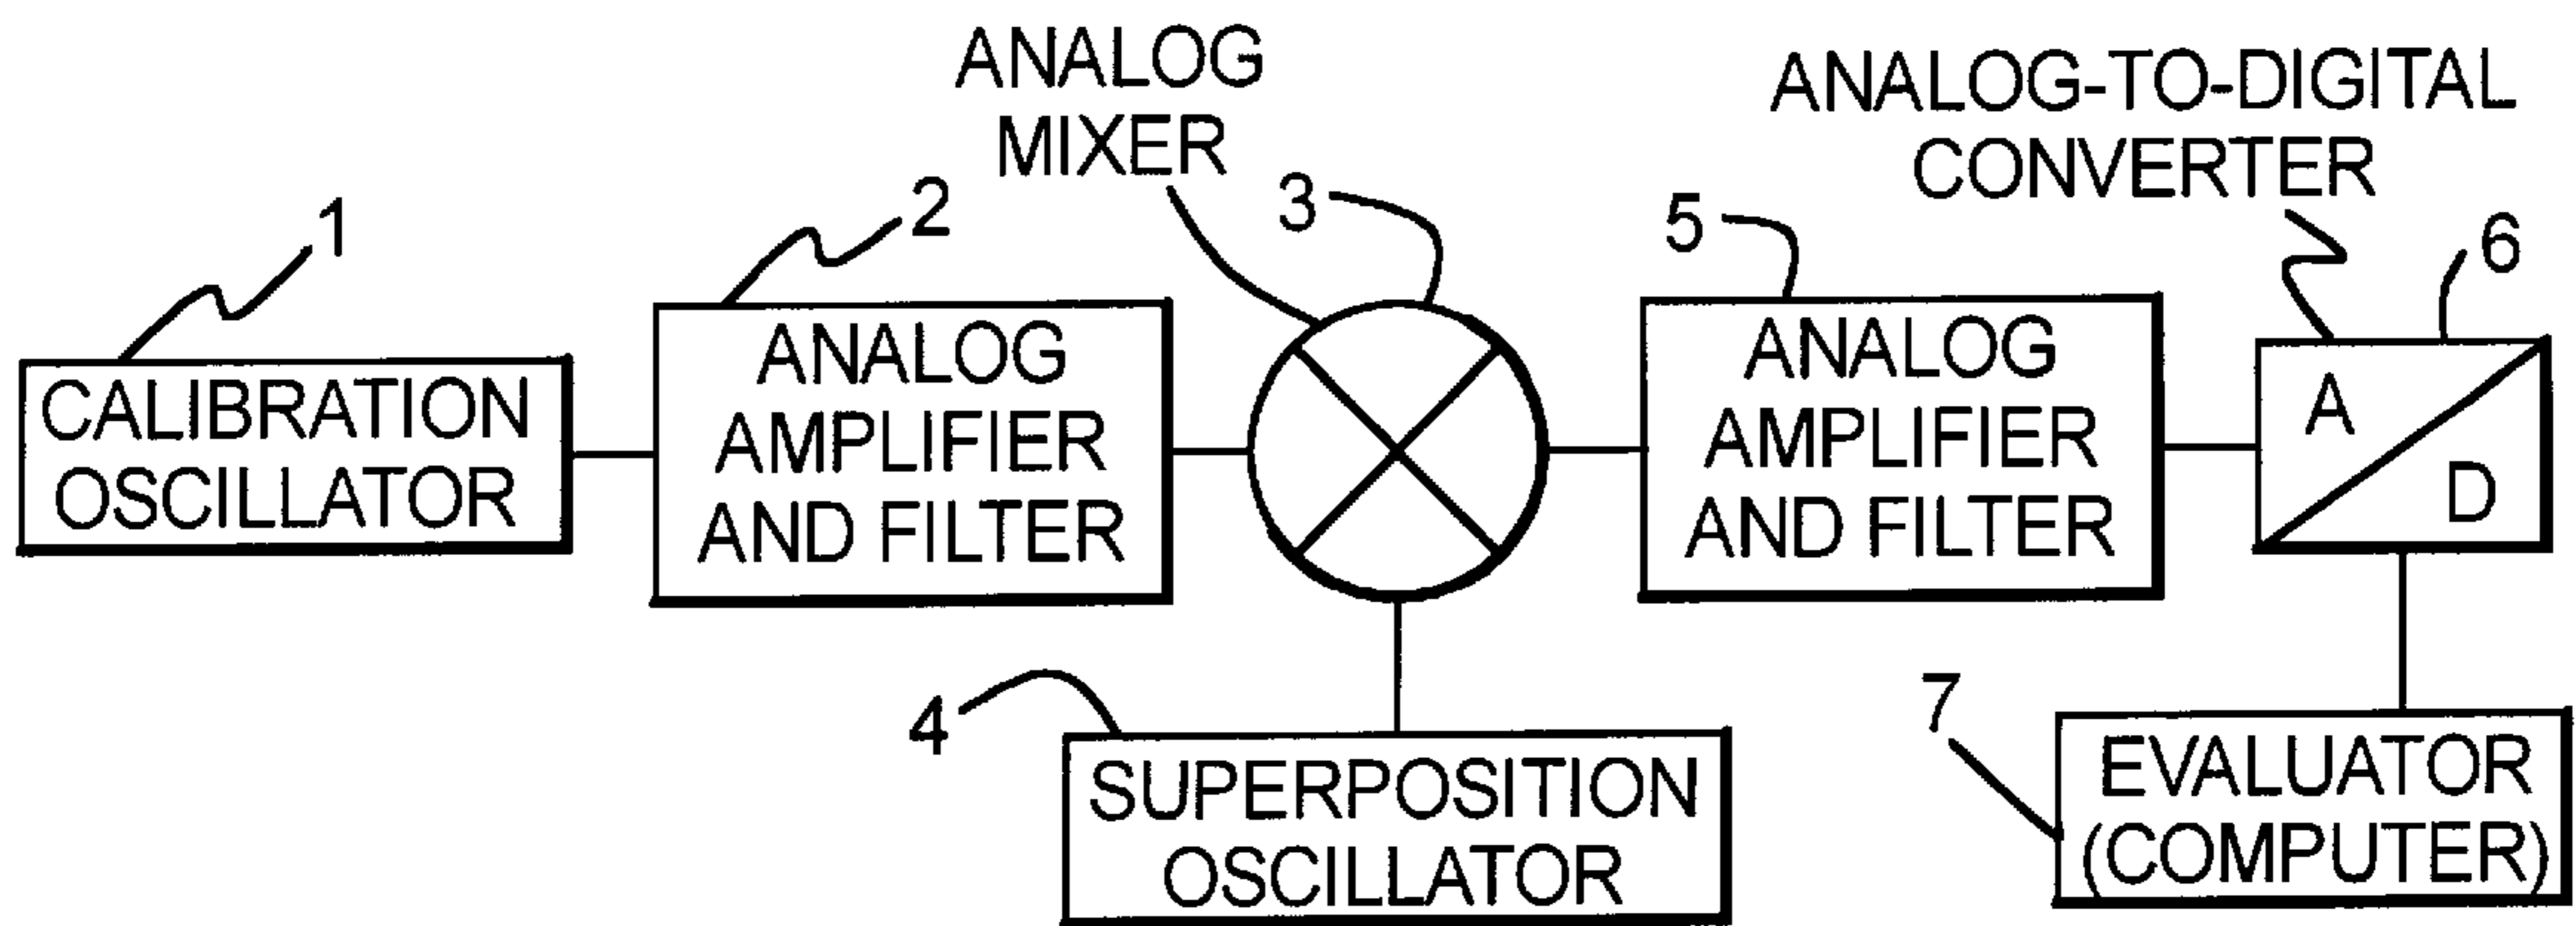 ANALOG
MIXER
ANALOG-TO-DIGITAL
CONVERTER
1
2
3
5
6
CALIBRATION
OSCILLATOR
ANALOG
AMPLIFIER
AND FILTER
ANALOG
AMPLIFIER
AND FILTER
A
D
4
SUPERPOSITION
OSCILLATOR
7
EVALUATOR
(COMPUTER)